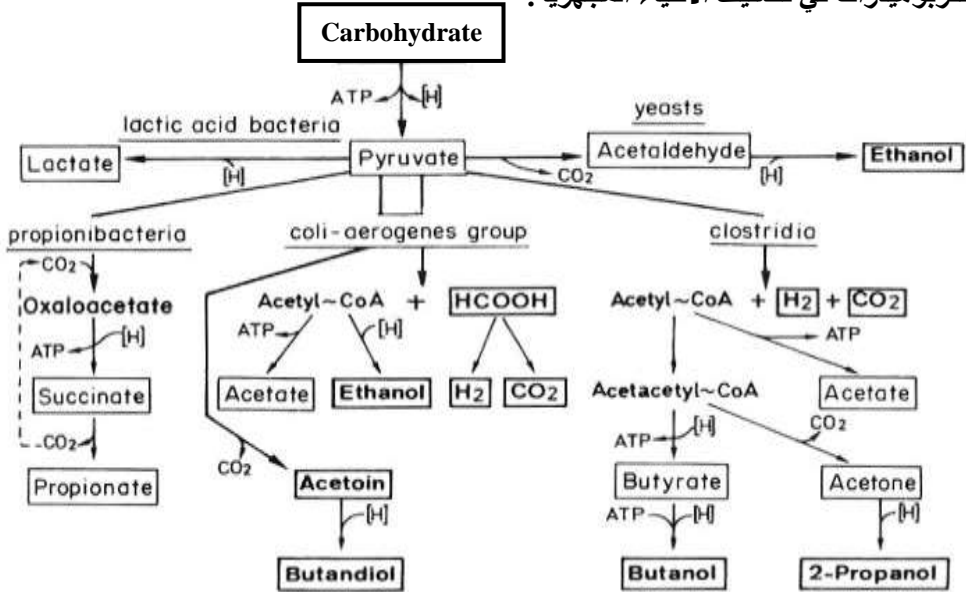 في
Carbohydrate
ATP [H]
yeasts
lactic acid bacteria
Lactate [H] Pyruvate CO2 Acetaldehyde [H] Ethanol
propionibacteria coli-aerogenes group clostridia
CO2
Oxaloacetate Acetyl~CoA + HCOOH Acetyl~CoA + H2 + CO2
ATP [H] ATP [H] ATP
Succinate Acetate Ethanol H2 CO2 Acetacetyl~CoA Acetate
CO2 CO2 ATP [H] CO2
Propionate Acetoin Butyrate Acetone
[H] ATP [H] [H]
Butandiol Butanol 2-Propanol